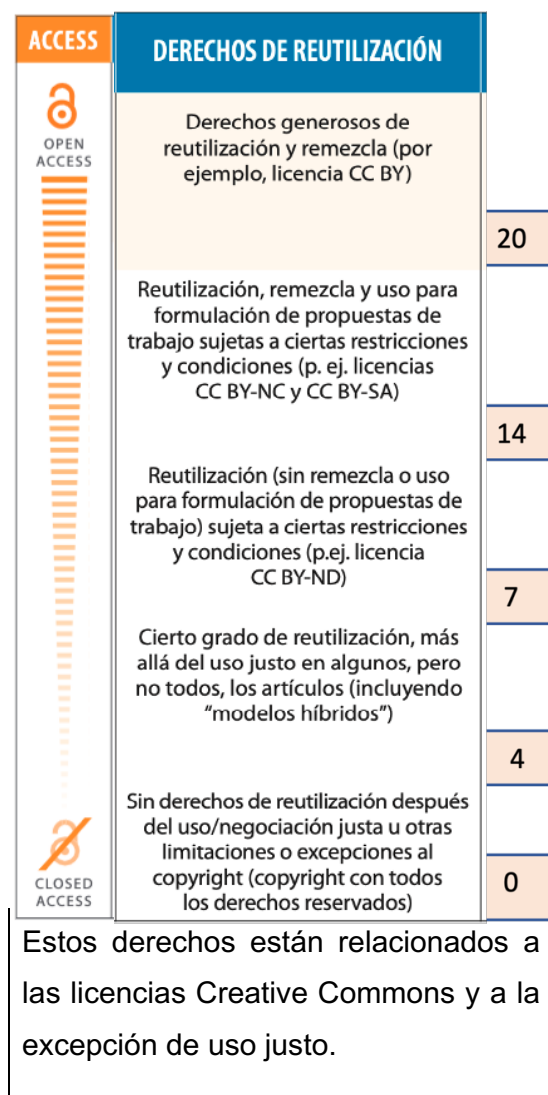 ACCESS
DERECHOS DE REUTILIZACIÓN
OPEN
ACCESS
Derechos generosos de
reutilización y remezcla (por
ejemplo, licencia CC BY)
20
Reutilización, remezcla y uso para
formulación de propuestas de
trabajo sujetas a ciertas restricciones
y condiciones (p. ej. licencias
CC BY-NC y CC BY-SA)
14
Reutilización (sin remezcla o uso
para formulación de propuestas de
trabajo) sujeta a ciertas restricciones
y condiciones (p.ej. licencia
CC BY-ND)
7
Cierto grado de reutilización, más
allá del uso justo en algunos, pero
no todos, los artículos (incluyendo
“modelos híbridos”)
4
Sin derechos de reutilización después
del uso/negociación justa u otras
limitaciones o excepciones al
copyright (copyright con todos
los derechos reservados)
0
CLOSED
ACCESS
Estos derechos están relacionados a
las licencias Creative Commons y a la
excepción de uso justo.